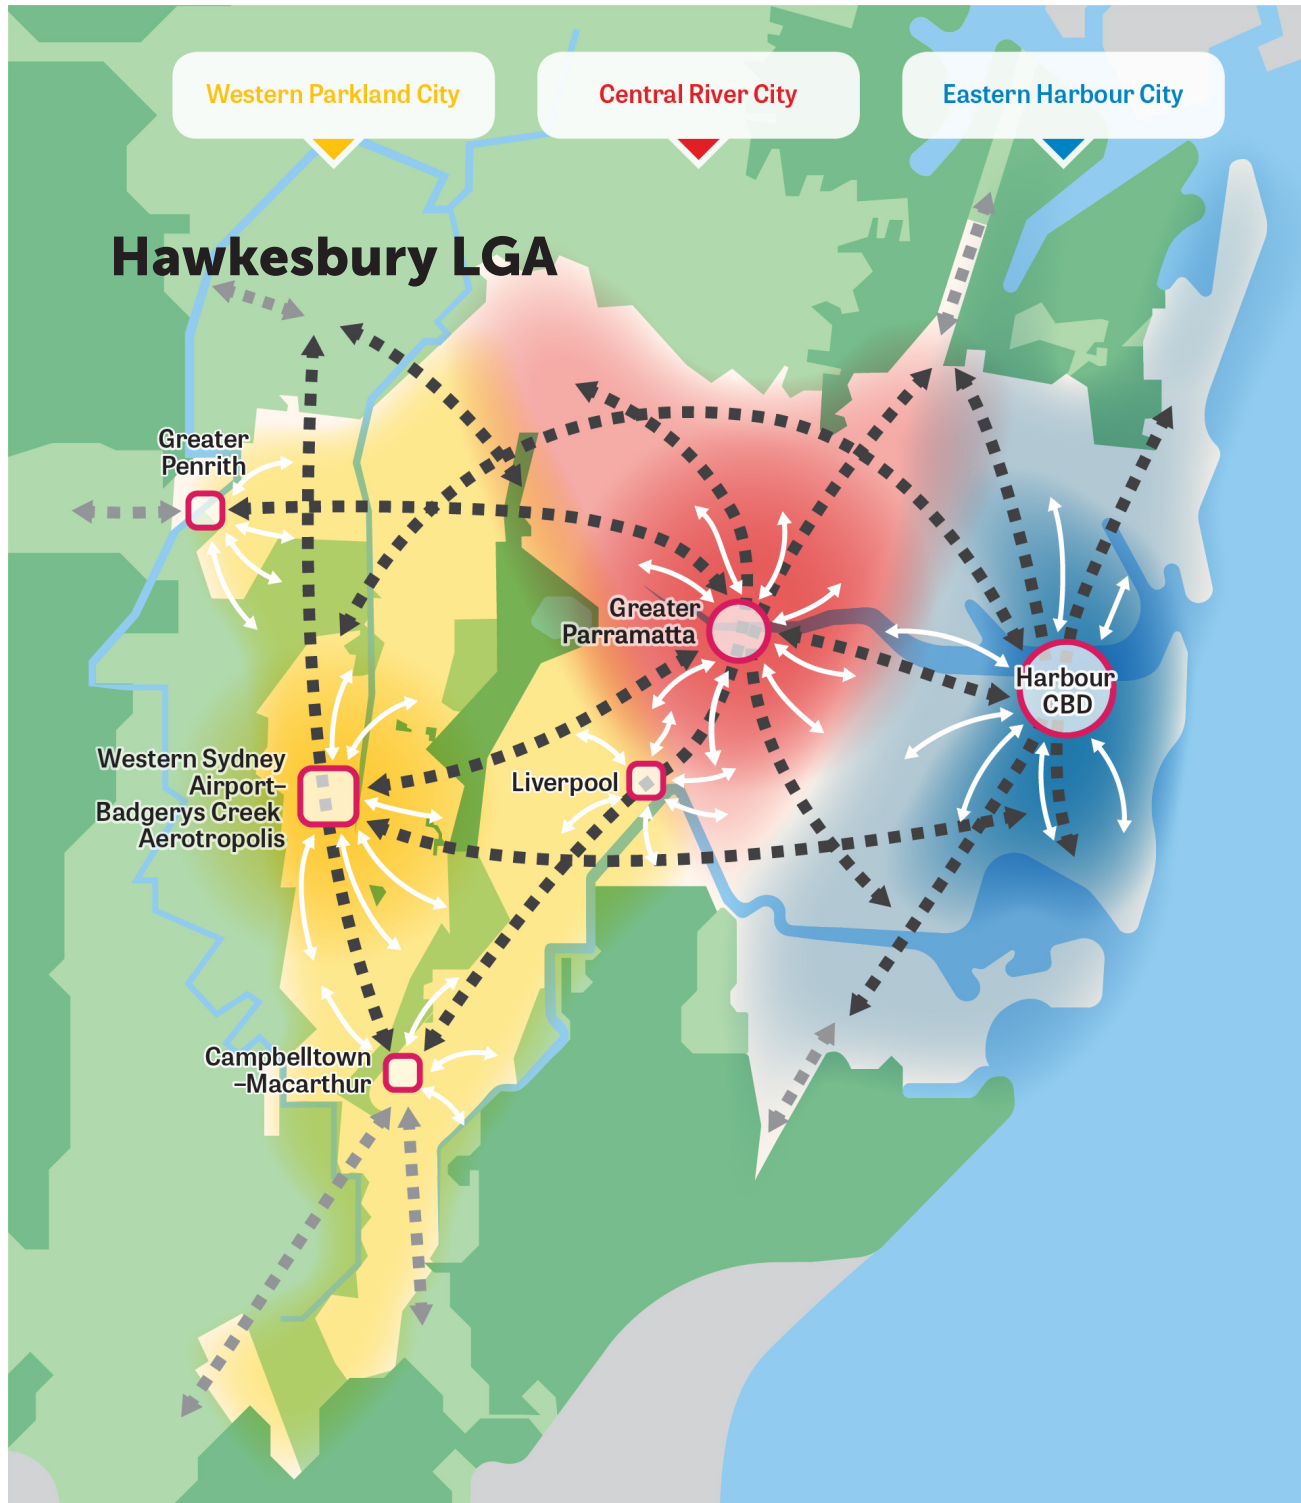 Western Parkland City
Central River City
Eastern Harbour City
Hawkesbury LGA
Greater
Penrith
Greater
Parramatta
Harbour
CBD
Western Sydney
Airport–
Badgerys Creek
Aerotropolis
Liverpool
Campbelltown
–Macarthur